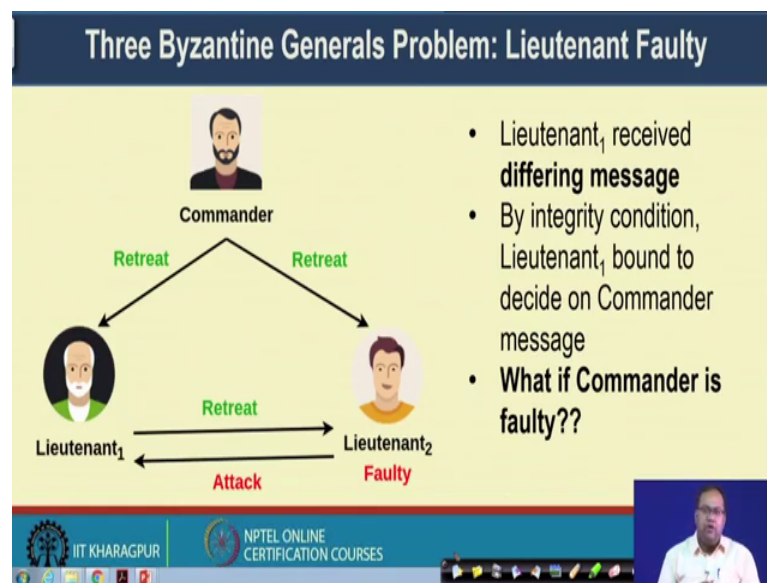 Three Byzantine Generals Problem: Lieutenant Faulty
Commander
Retreat
Retreat
Lieutenant1
Retreat
Attack
Lieutenant2
Faulty
• Lieutenant1 received
differing message
• By integrity condition,
Lieutenant1 bound to
decide on Commander
message
• What if Commander is
faulty??
IIT KHARAGPUR
NPTEL ONLINE
CERTIFICATION COURSES